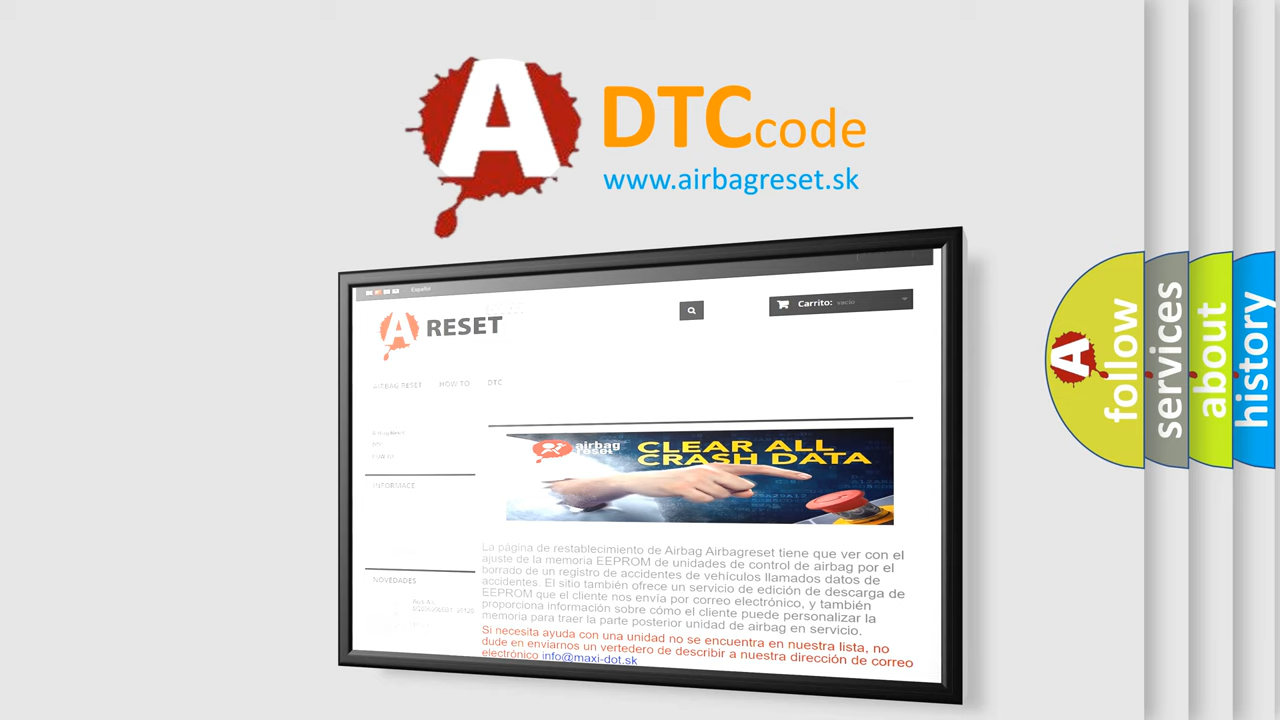 A
DTCcode
www.airbagreset.sk
Español
A RESET
Carrito: vacío
AIRBAG RESET HOW TO DTC
INFORMACE
airbag
reset
CLEAR ALL
CRASH DATA
La página de restablecimiento de Airbag Airbagreset tiene que ver con el
ajuste de la memoria EEPROM de unidades de control de airbag por el
borrado de un registro de accidentes de vehículos llamados datos de
accidentes. El sitio también ofrece un servicio de edición de descarga de
EEPROM que el cliente nos envía por correo electrónico, y también
proporciona información sobre cómo el cliente puede personalizar la
memoria para traer la parte posterior unidad de airbag en servicio.
Si necesita ayuda con una unidad no se encuentra en nuestra lista, no
dude en enviarnos un vertedero de describir a nuestra dirección de correo
electrónico info@maxi-dot.sk
NOVEDADES
A
follow
services
about
history